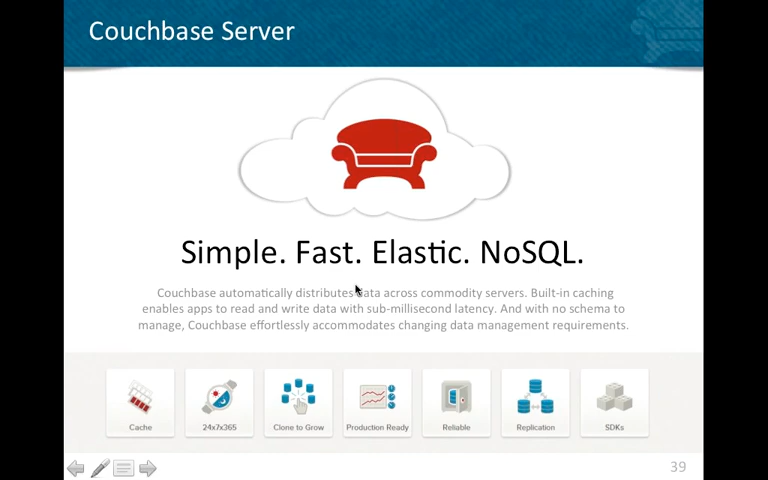 Couchbase Server
Simple. Fast. Elastic. NoSQL.
Couchbase automatically distributes data across commodity servers. Built-in caching
enables apps to read and write data with sub-millisecond latency. And with no schema to
manage, Couchbase effortlessly accommodates changing data management requirements.
Cache
24x7x365
Clone to Grow
Production Ready
Reliable
Replication
SDKs
39